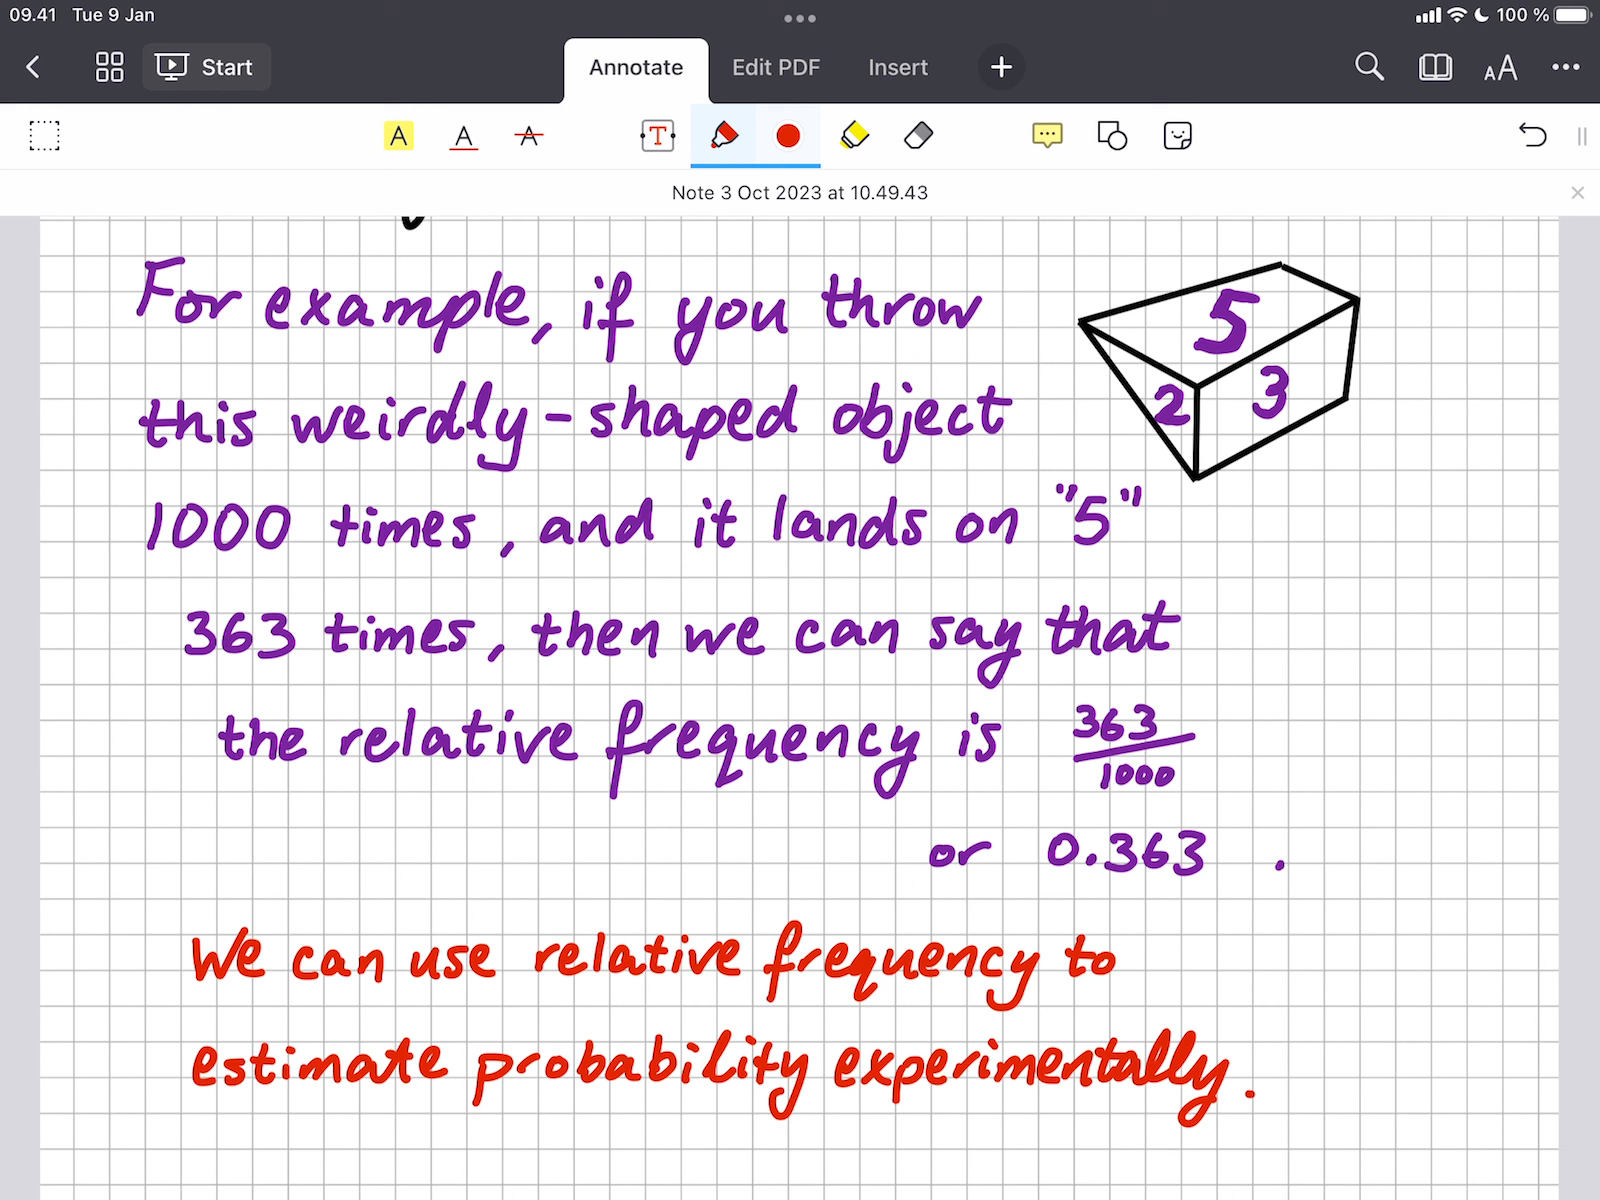 09.41 Tue 9 Jan
100 %
Start
Annotate
Edit PDF
Insert
AA
A A A T
Note 3 Oct 2023 at 10.49.43
For example, if you throw
this weirdly-shaped object
1000 times, and it lands on "5"
363 times, then we can say that
the relative frequency is 363/1000
or 0.363 .
5
2
3
We can use relative frequency to
estimate probability experimentally.